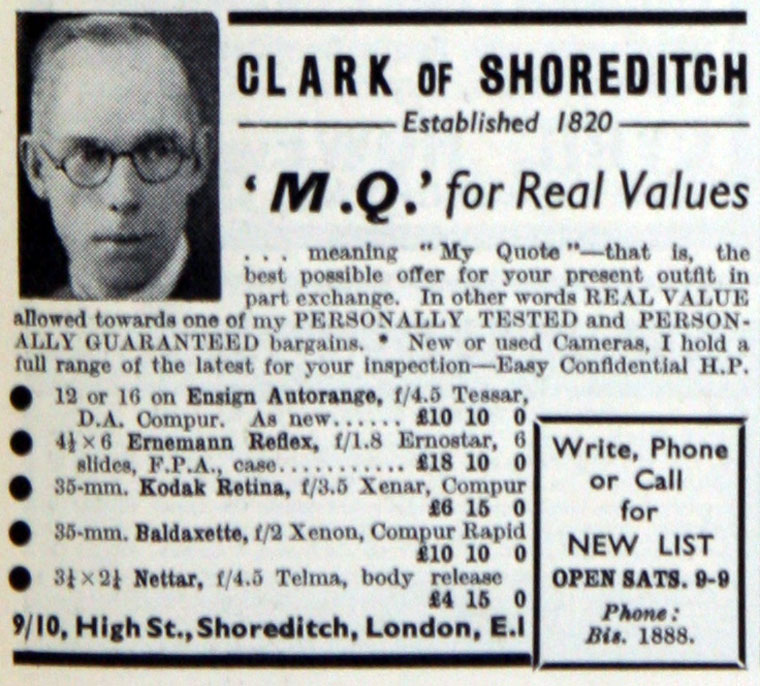 CLARK OF SHOREDITCH
Established 1820
'M.Q.' for Real Values
. . . meaning "My Quote"—that is, the
best possible offer for your present outfit in
part exchange. In other words REAL VALUE
allowed towards one of my PERSONALLY TESTED and PERSON-
ALLY GUARANTEED bargains. * New or used Cameras, I hold a
full range of the latest for your inspection—Easy Confidential H.P.
● 12 or 16 on Ensign Autorange, f/4.5 Tessar,
D.A. Compur. As new...... £10 10 0
● 4½×6 Ernemann Reflex, f/1.8 Ernostar, 6
slides, F.P.A., case........... £18 10 0
● 35-mm. Kodak Retina, f/3.5 Xenar, Compur
£6 15 0
● 35-mm. Baldaxette, f/2 Xenon, Compur Rapid
£10 10 0
● 3¼×2¼ Nettar, f/4.5 Telma, body release
£4 15 0
9/10, High St., Shoreditch, London, E.1
Write, Phone
or Call
for
NEW LIST
OPEN SATS. 9-9
Phone:
Bis. 1888.